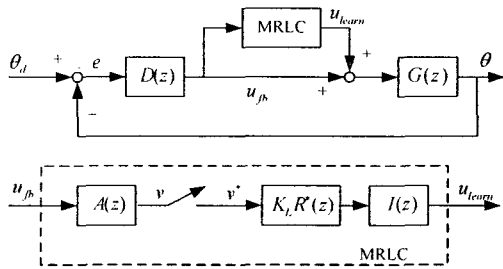 MRLC
u_learn
θ_d
+
e
D(z)
u_fb
+
+
G(z)
θ
−
u_fb
A(z)
v
v*
K_L R*(z)
I(z)
u_learn
MRLC